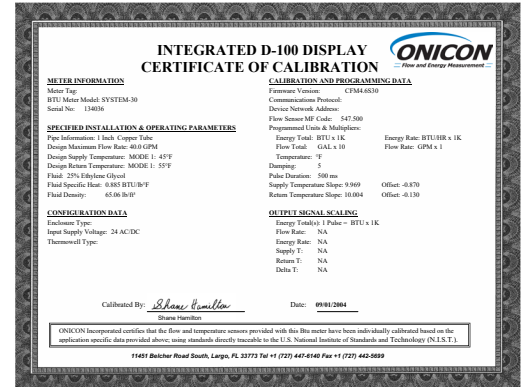 INTEGRATED D-100 DISPLAY
CERTIFICATE OF CALIBRATION
ONICON
Flow and Energy Measurement
METER INFORMATION
Meter Tag:
BTU Meter Model: SYSTEM-30
Serial No: 134036
SPECIFIED INSTALLATION & OPERATING PARAMETERS
Pipe Information: 1 Inch Copper Tube
Design Maximum Flow Rate: 40.0 GPM
Design Supply Temperature: MODE 1: 45°F
Design Return Temperature: MODE 1: 55°F
Fluid: 25% Ethylene Glycol
Fluid Specific Heat: 0.885 BTU/lb°F
Fluid Density: 65.06 lb/ft³
CONFIGURATION DATA
Enclosure Type:
Input Supply Voltage: 24 AC/DC
Thermowell Type:
CALIBRATION AND PROGRAMMING DATA
Firmware Version: CFM4.6S30
Communications Protocol:
Device Network Address:
Flow Sensor MF Code: 547.500
Programmed Units & Multipliers:
Energy Total: BTU x 1K Energy Rate: BTU/HR x 1K
Flow Total: GAL x 10 Flow Rate: GPM x 1
Temperature: °F
Damping: 5
Pulse Duration: 500 ms
Supply Temperature Slope: 9.969 Offset: -0.870
Return Temperature Slope: 10.004 Offset: -0.130
OUTPUT SIGNAL SCALING
Energy Total(s): 1 Pulse = BTU x 1K
Flow Rate: NA
Energy Rate: NA
Supply T: NA
Return T: NA
Delta T: NA
Calibrated By: Shane Hamilton Date: 09/01/2004
Shane Hamilton
ONICON Incorporated certifies that the flow and temperature sensors provided with this Btu meter have been individually calibrated based on the
application specific data provided above; using standards directly traceable to the U.S. National Institute of Standards and Technology (N.I.S.T.).
11451 Belcher Road South, Largo, FL 33773 Tel +1 (727) 447-6140 Fax +1 (727) 442-5699